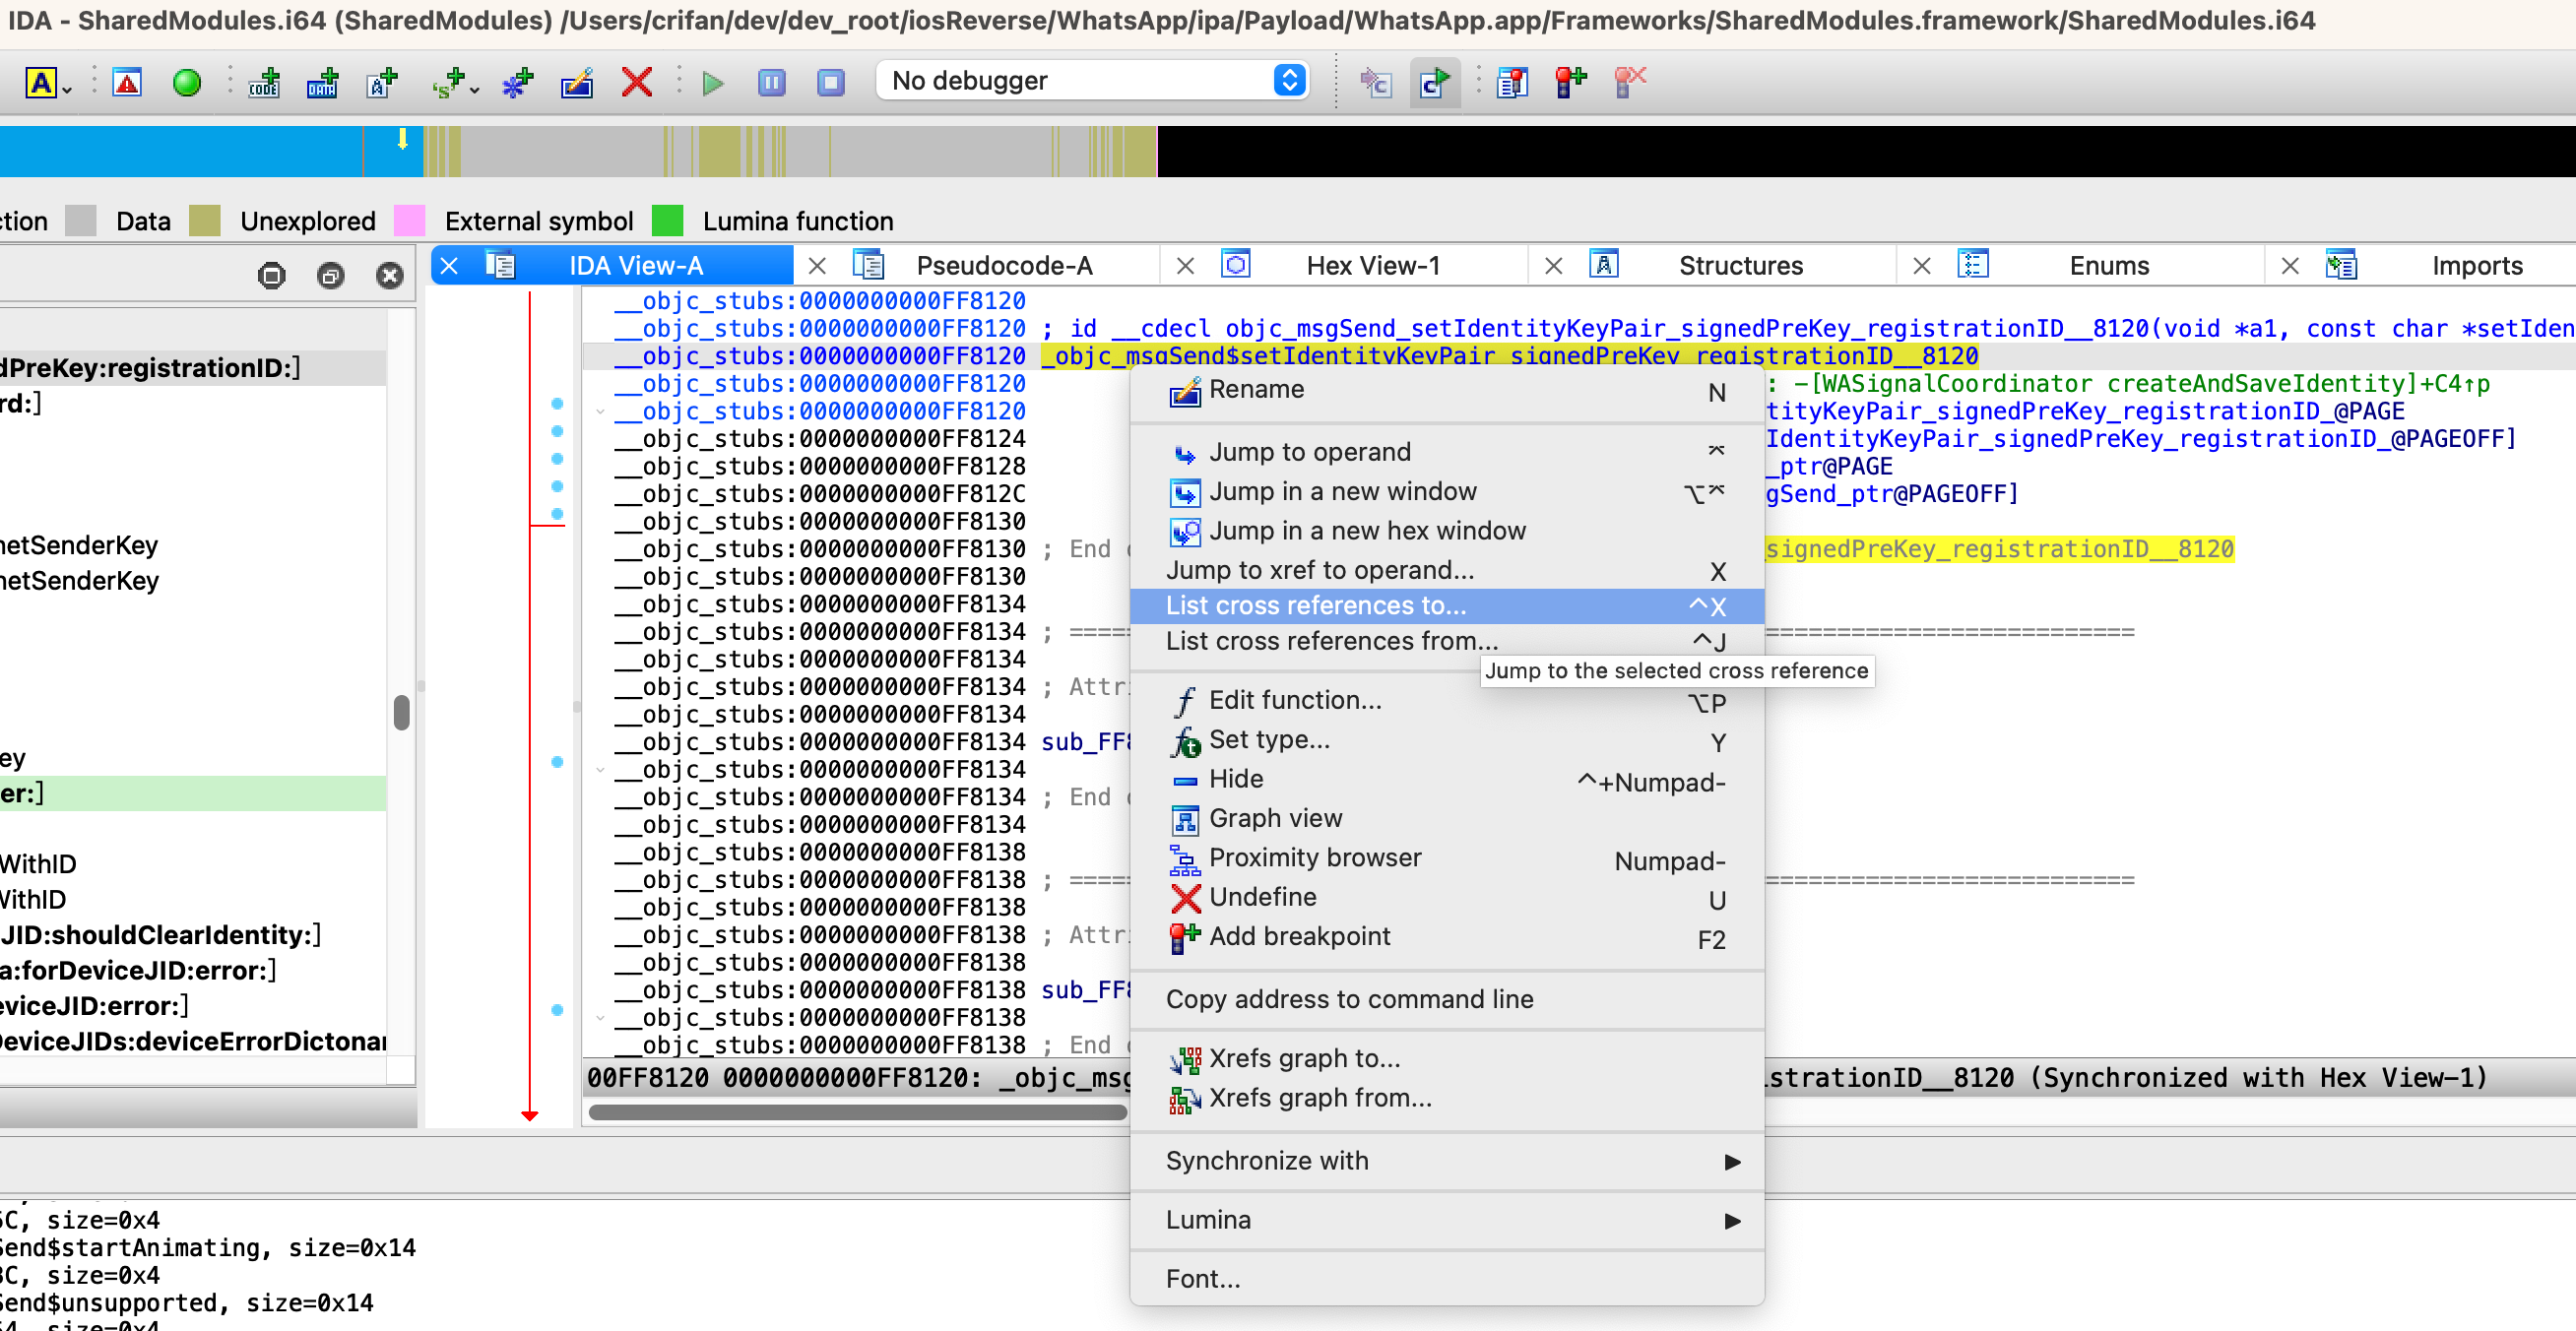 IDA - SharedModules.i64 (SharedModules) /Users/crifan/dev/dev_root/iosReverse/WhatsApp/ipa/Payload/WhatsApp.app/Frameworks/SharedModules.framework/SharedModules.i64
No debugger
ction Data Unexplored External symbol Lumina function
IDA View-A Pseudocode-A Hex View-1 Structures Enums Imports
dPreKey:registrationID:]
rd:]
netSenderKey
netSenderKey
ey
er:]
WithID
WithID
JID:shouldClearIdentity:]
a:forDeviceJID:error:]
eviceJID:error:]
DeviceJIDs:deviceErrorDictonar
__objc_stubs:0000000000FF8120
__objc_stubs:0000000000FF8120 ; id __cdecl objc_msgSend_setIdentityKeyPair_signedPreKey_registrationID__8120(void *a1, const char *setIden
__objc_stubs:0000000000FF8120 _objc_msgSend$setIdentityKeyPair_signedPreKey_registrationID__8120
__objc_stubs:0000000000FF8120 : -[WASignalCoordinator createAndSaveIdentity]+C4↑p
__objc_stubs:0000000000FF8120 tityKeyPair_signedPreKey_registrationID_@PAGE
__objc_stubs:0000000000FF8124 IdentityKeyPair_signedPreKey_registrationID_@PAGEOFF]
__objc_stubs:0000000000FF8128 _ptr@PAGE
__objc_stubs:0000000000FF812C gSend_ptr@PAGEOFF]
__objc_stubs:0000000000FF8130
__objc_stubs:0000000000FF8130 ; End signedPreKey_registrationID__8120
__objc_stubs:0000000000FF8130
__objc_stubs:0000000000FF8134
__objc_stubs:0000000000FF8134 ; ==== ========================
__objc_stubs:0000000000FF8134
__objc_stubs:0000000000FF8134 ; Attr
__objc_stubs:0000000000FF8134
__objc_stubs:0000000000FF8134 sub_FF8
__objc_stubs:0000000000FF8134
__objc_stubs:0000000000FF8134 ; End
__objc_stubs:0000000000FF8134
__objc_stubs:0000000000FF8138
__objc_stubs:0000000000FF8138 ; ==== ========================
__objc_stubs:0000000000FF8138
__objc_stubs:0000000000FF8138 ; Attr
__objc_stubs:0000000000FF8138
__objc_stubs:0000000000FF8138 sub_FF8
__objc_stubs:0000000000FF8138
__objc_stubs:0000000000FF8138 ; End
00FF8120 0000000000FF8120: _objc_msg strationID__8120 (Synchronized with Hex View-1)
Rename N
Jump to operand ⌤
Jump in a new window ⌥⌤
Jump in a new hex window
Jump to xref to operand... X
List cross references to... ^X
List cross references from... ^J
Jump to the selected cross reference
Edit function... ⌥P
Set type... Y
Hide ^+Numpad-
Graph view
Proximity browser Numpad-
Undefine U
Add breakpoint F2
Copy address to command line
Xrefs graph to...
Xrefs graph from...
Synchronize with
Lumina
Font...
C, size=0x4
Send$startAnimating, size=0x14
C, size=0x4
Send$unsupported, size=0x14
4, size=0x4